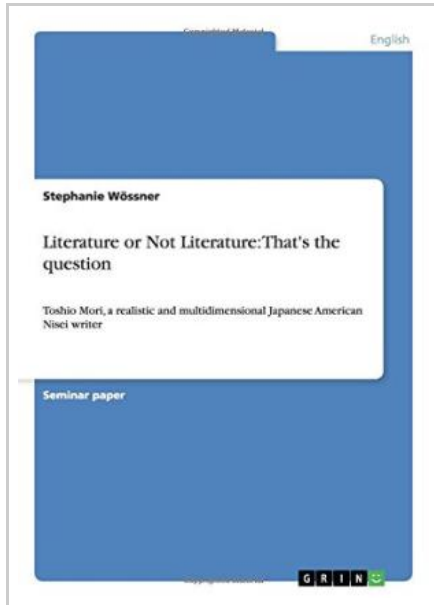 English
Stephanie Wössner
Literature or Not Literature:That's the
question
Toshio Mori, a realistic and multidimensional Japanese American
Nisei writer
Seminar paper
GRIN